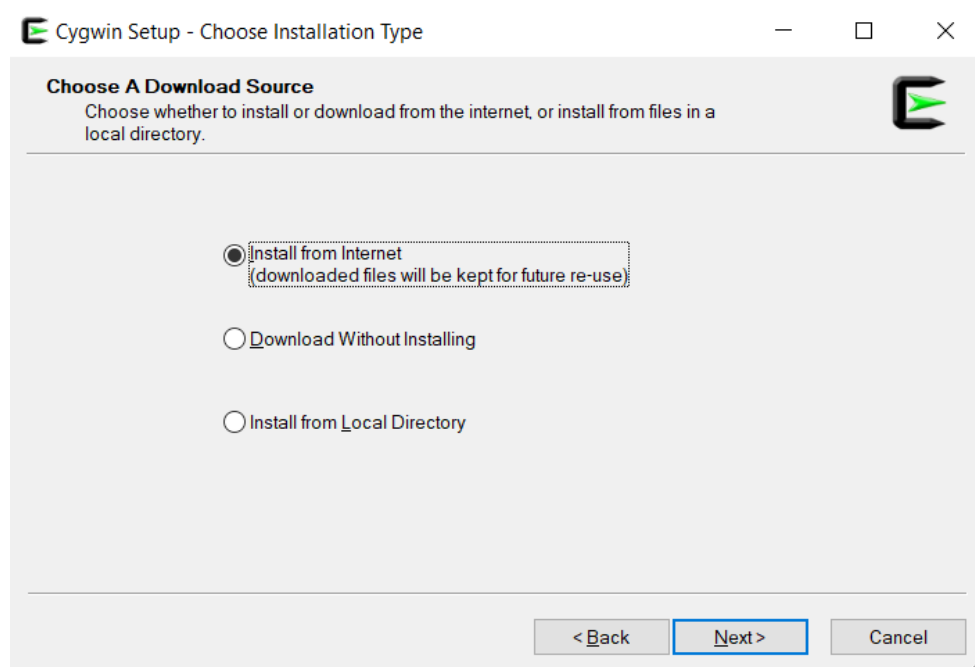 Cygwin Setup - Choose Installation Type
Choose A Download Source
Choose whether to install or download from the internet, or install from files in a
local directory.
Install from Internet
(downloaded files will be kept for future re-use)
Download Without Installing
Install from Local Directory
< Back
Next >
Cancel